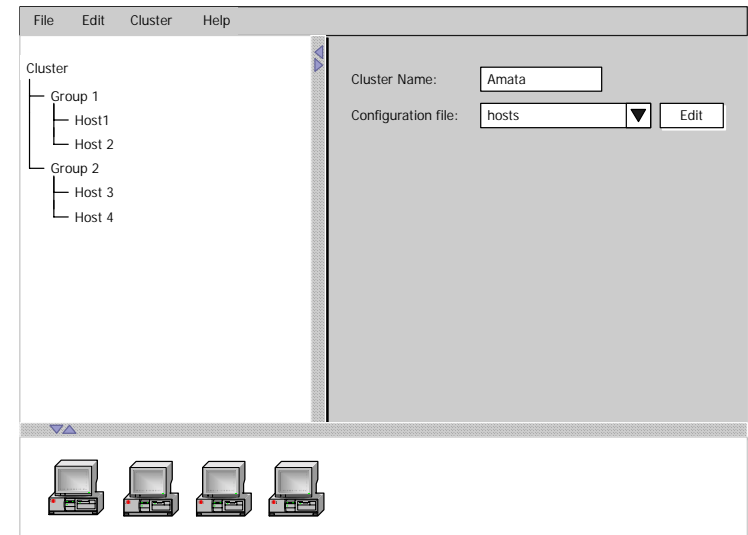 File Edit Cluster Help
Cluster
Group 1
Host1
Host 2
Group 2
Host 3
Host 4
Cluster Name: Amata
Configuration file: hosts Edit